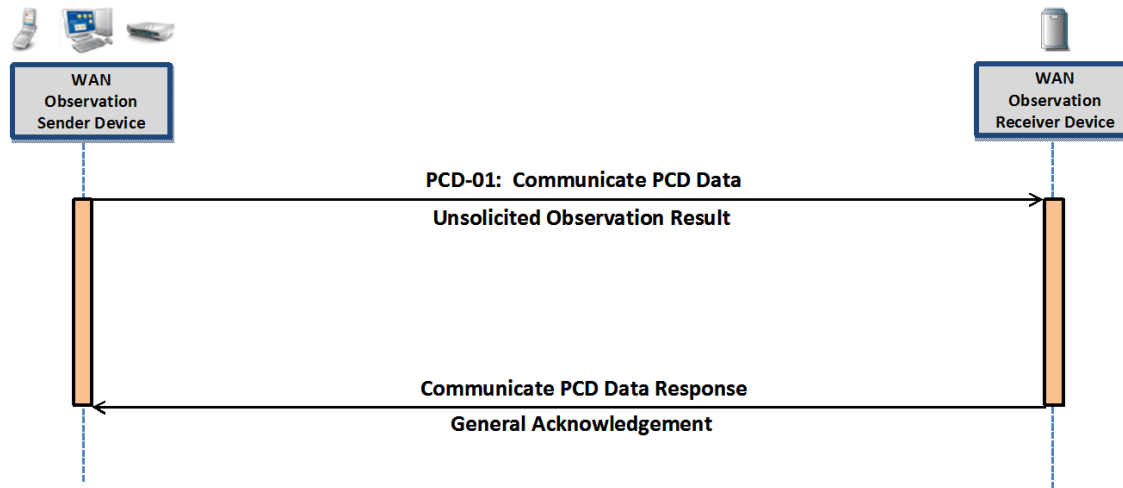 WAN
Observation
Sender Device
WAN
Observation
Receiver Device
PCD-01: Communicate PCD Data
Unsolicited Observation Result
Communicate PCD Data Response
General Acknowledgement